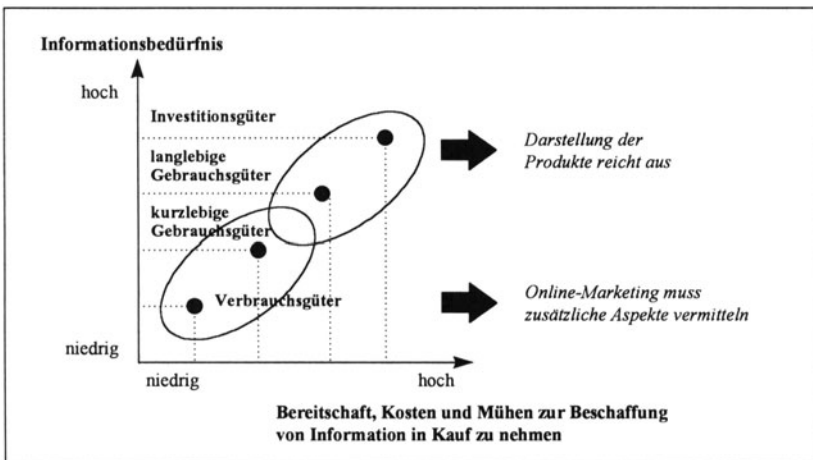 Informationsbedürfnis
hoch
Investitionsgüter
langlebige
Gebrauchsgüter
kurzlebige
Gebrauchsgüter
Verbrauchsgüter
niedrig
niedrig
hoch
Bereitschaft, Kosten und Mühen zur Beschaffung
von Information in Kauf zu nehmen
Darstellung der
Produkte reicht aus
Online-Marketing muss
zusätzliche Aspekte vermitteln